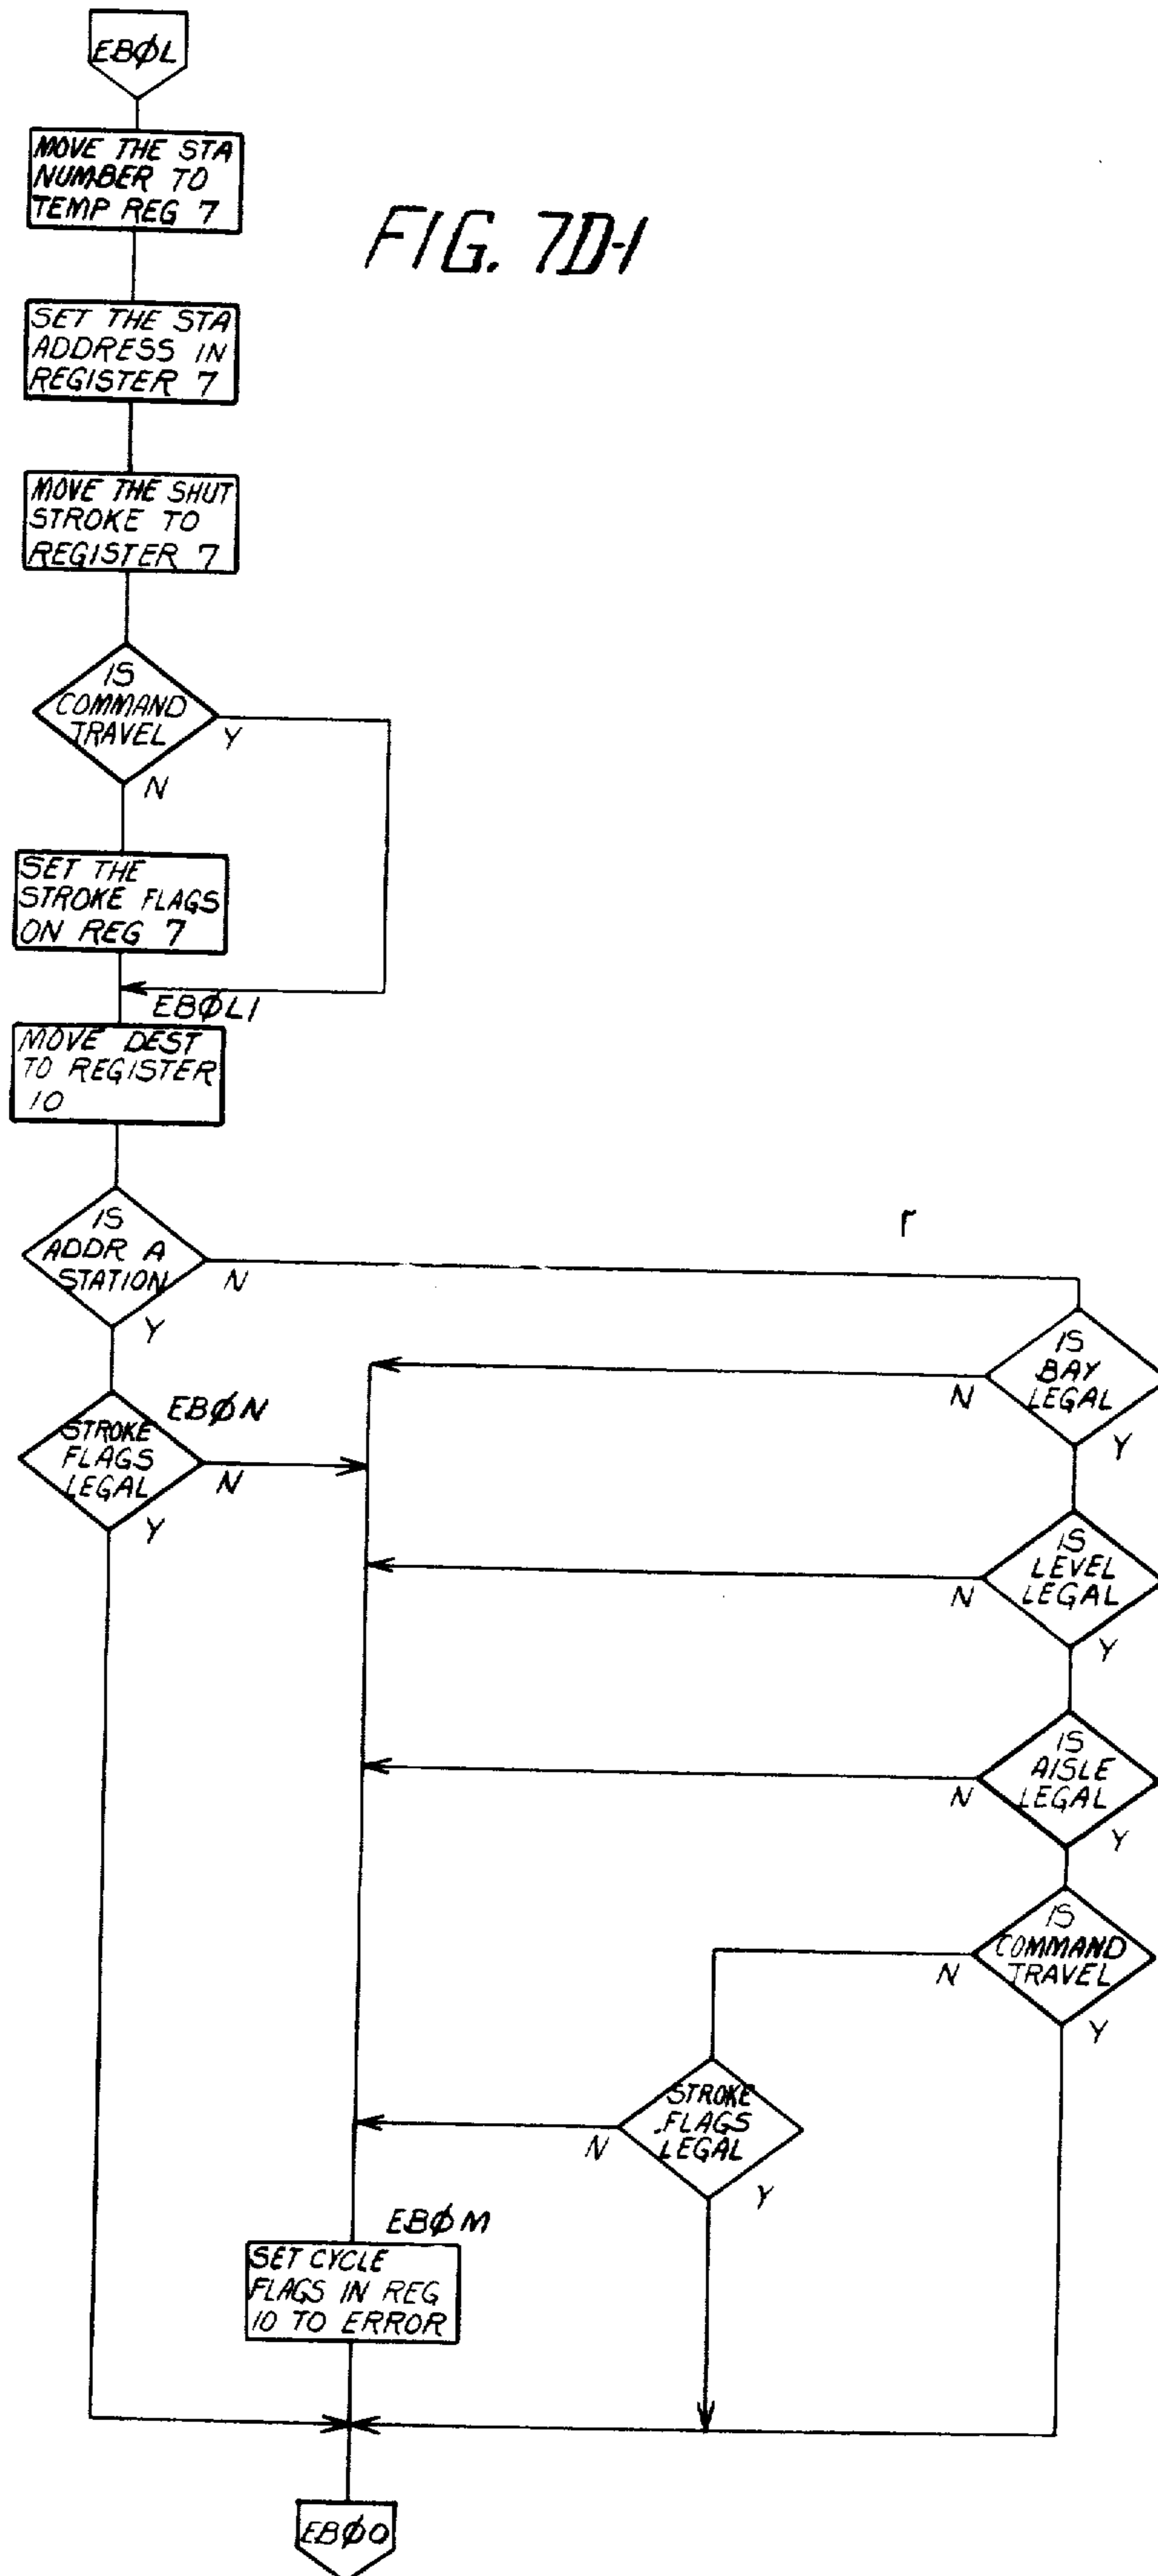 EBØL
MOVE THE STA
NUMBER TO
TEMP REG 7
FIG. 7D-1
SET THE STA
ADDRESS IN
REGISTER 7
MOVE THE SHUT
STROKE TO
REGISTER 7
IS
COMMAND
TRAVEL
Y
N
SET THE
STROKE FLAGS
ON REG 7
EBØL1
MOVE DEST
TO REGISTER
10
IS
ADDR A
STATION
N
Y
IS
BAY
LEGAL
N
Y
EBØN
STROKE
FLAGS
LEGAL
N
Y
IS
LEVEL
LEGAL
N
Y
IS
AISLE
LEGAL
N
Y
IS
COMMAND
TRAVEL
N
Y
STROKE
FLAGS
LEGAL
N
Y
EBØM
SET CYCLE
FLAGS IN REG
10 TO ERROR
EBØO